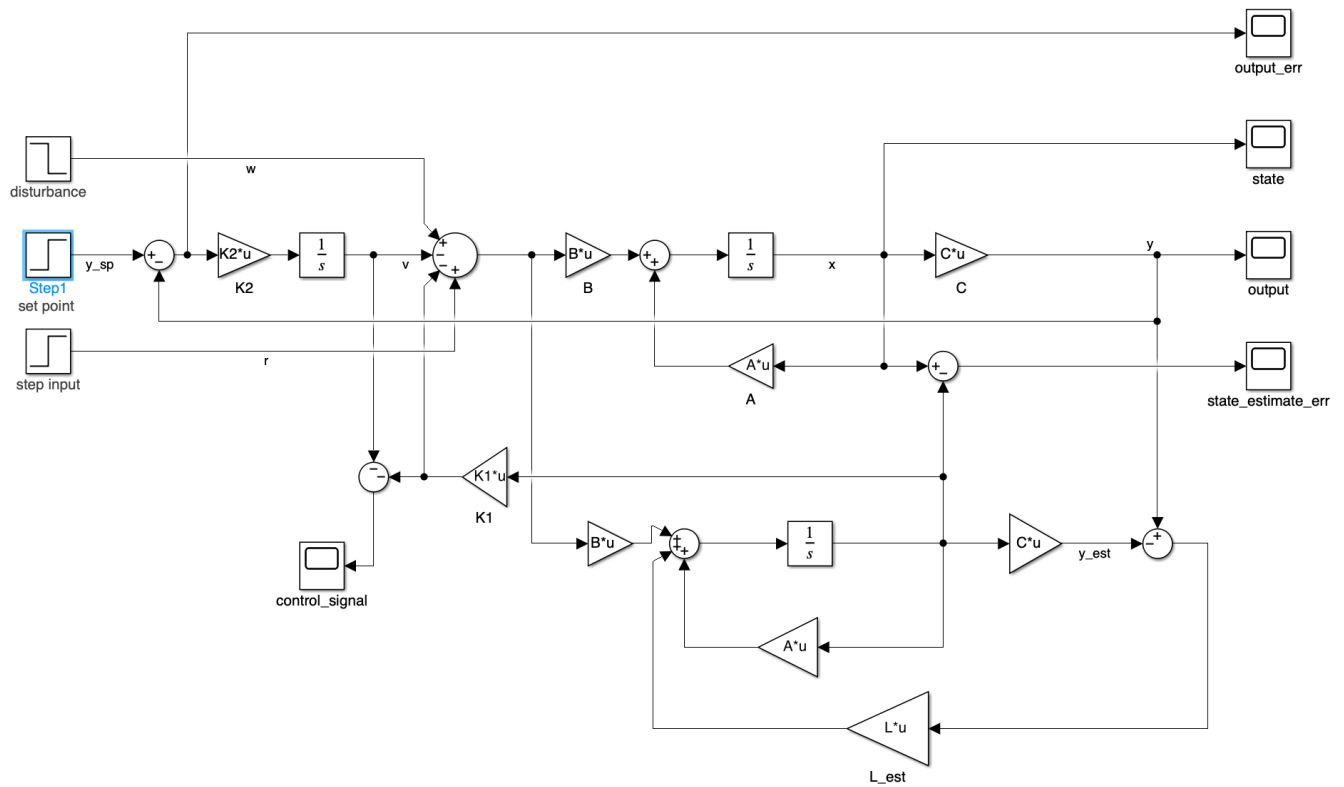 output_err
w
disturbance
state
+
−
K2*u
1
s
v
+
−
−
+
B*u
+
+
1
s
x
C*u
y
y_sp
Step1
set point
K2
B
C
output
r
step input
A*u
A
+
−
state_estimate_err
−
−
K1*u
K1
B*u
+
+
+
1
s
C*u
y_est
−
+
control_signal
A*u
L*u
L_est